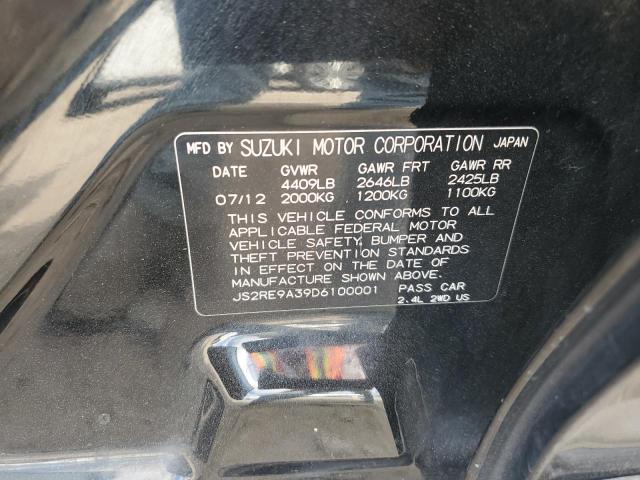 MFD BY SUZUKI MOTOR CORPORATION JAPAN
DATE GVWR GAWR FRT GAWR RR
4409LB 2646LB 2425LB
07/12 2000KG 1200KG 1100KG
THIS VEHICLE CONFORMS TO ALL
APPLICABLE FEDERAL MOTOR
VEHICLE SAFETY, BUMPER AND
THEFT PREVENTION STANDARDS
IN EFFECT ON THE DATE OF
MANUFACTURE SHOWN ABOVE.
JS2RE9A39D6100001 PASS CAR
2.4L 2WD US